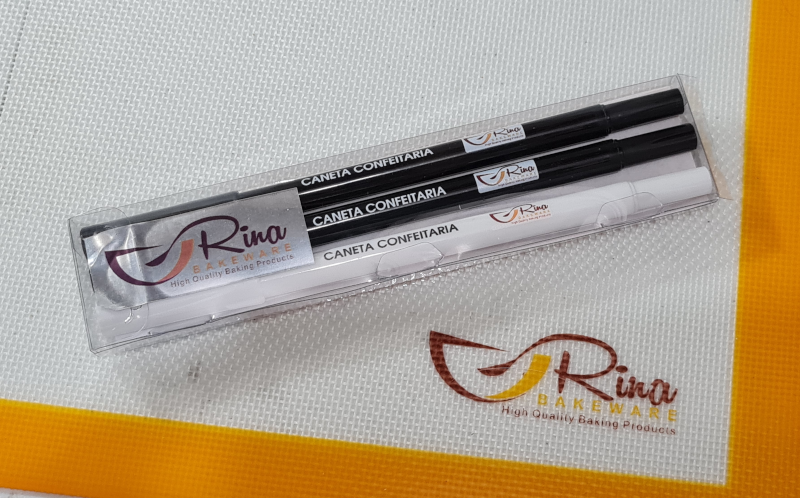 Rina
CANETA CONFEITARIA
Rina
CANETA CONFEITARIA
Rina
CANETA CONFEITARIA
Rina
BAKEWARE
High Quality Baking Products
Rina
BAKEWARE
High Quality Baking Products